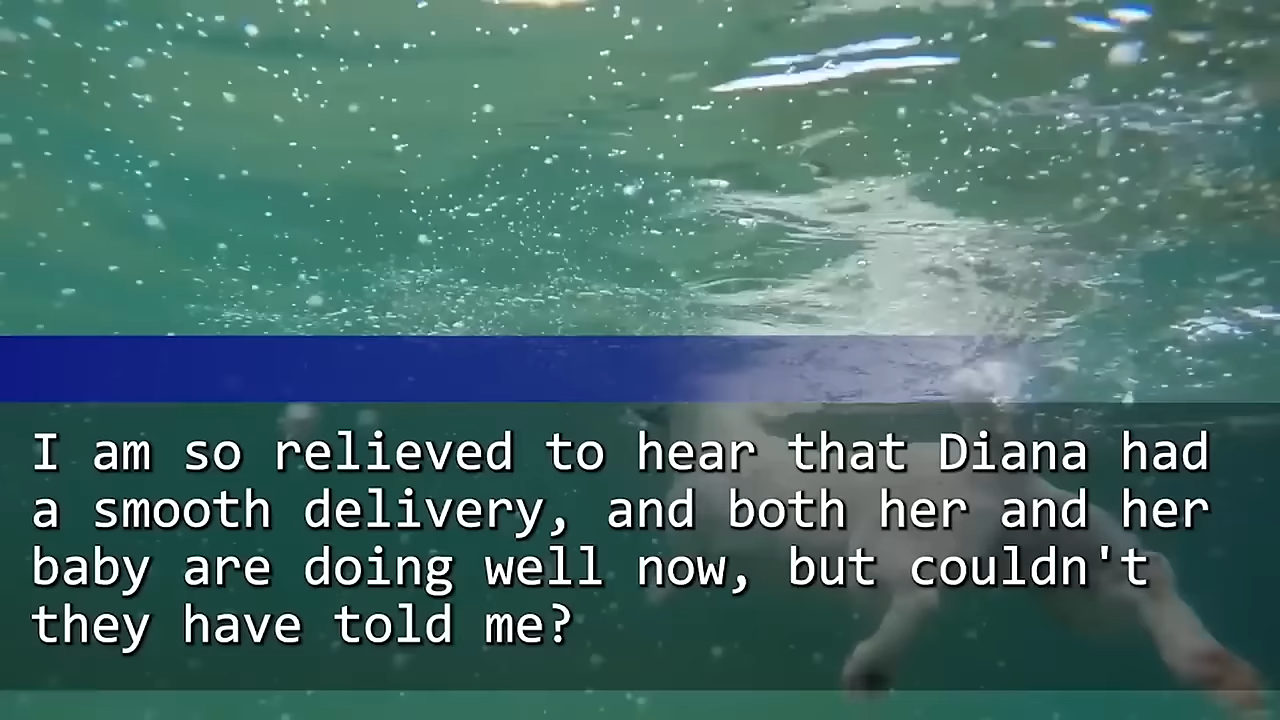 I am so relieved to hear that Diana had
a smooth delivery, and both her and her
baby are doing well now, but couldn't
they have told me?